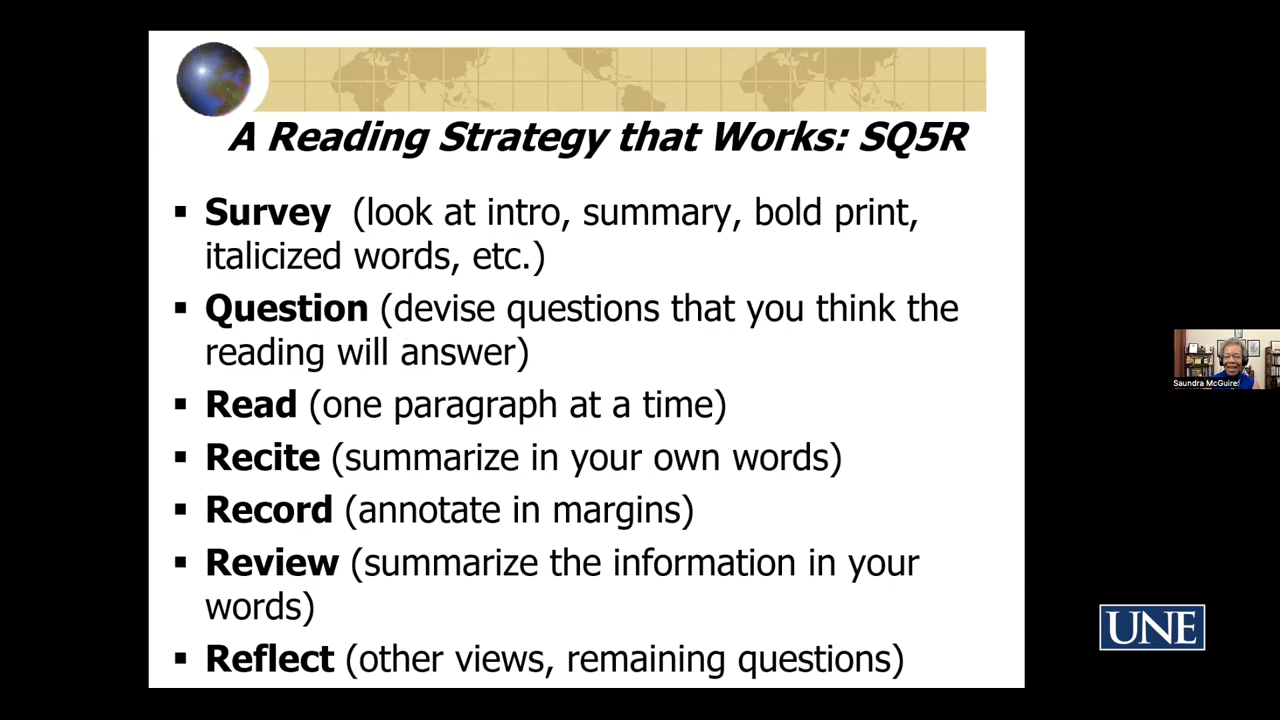 A Reading Strategy that Works: SQ5R
▪ Survey (look at intro, summary, bold print,
italicized words, etc.)
▪ Question (devise questions that you think the
reading will answer)
▪ Read (one paragraph at a time)
▪ Recite (summarize in your own words)
▪ Record (annotate in margins)
▪ Review (summarize the information in your
words)
▪ Reflect (other views, remaining questions)
Saundra McGuire
UNE